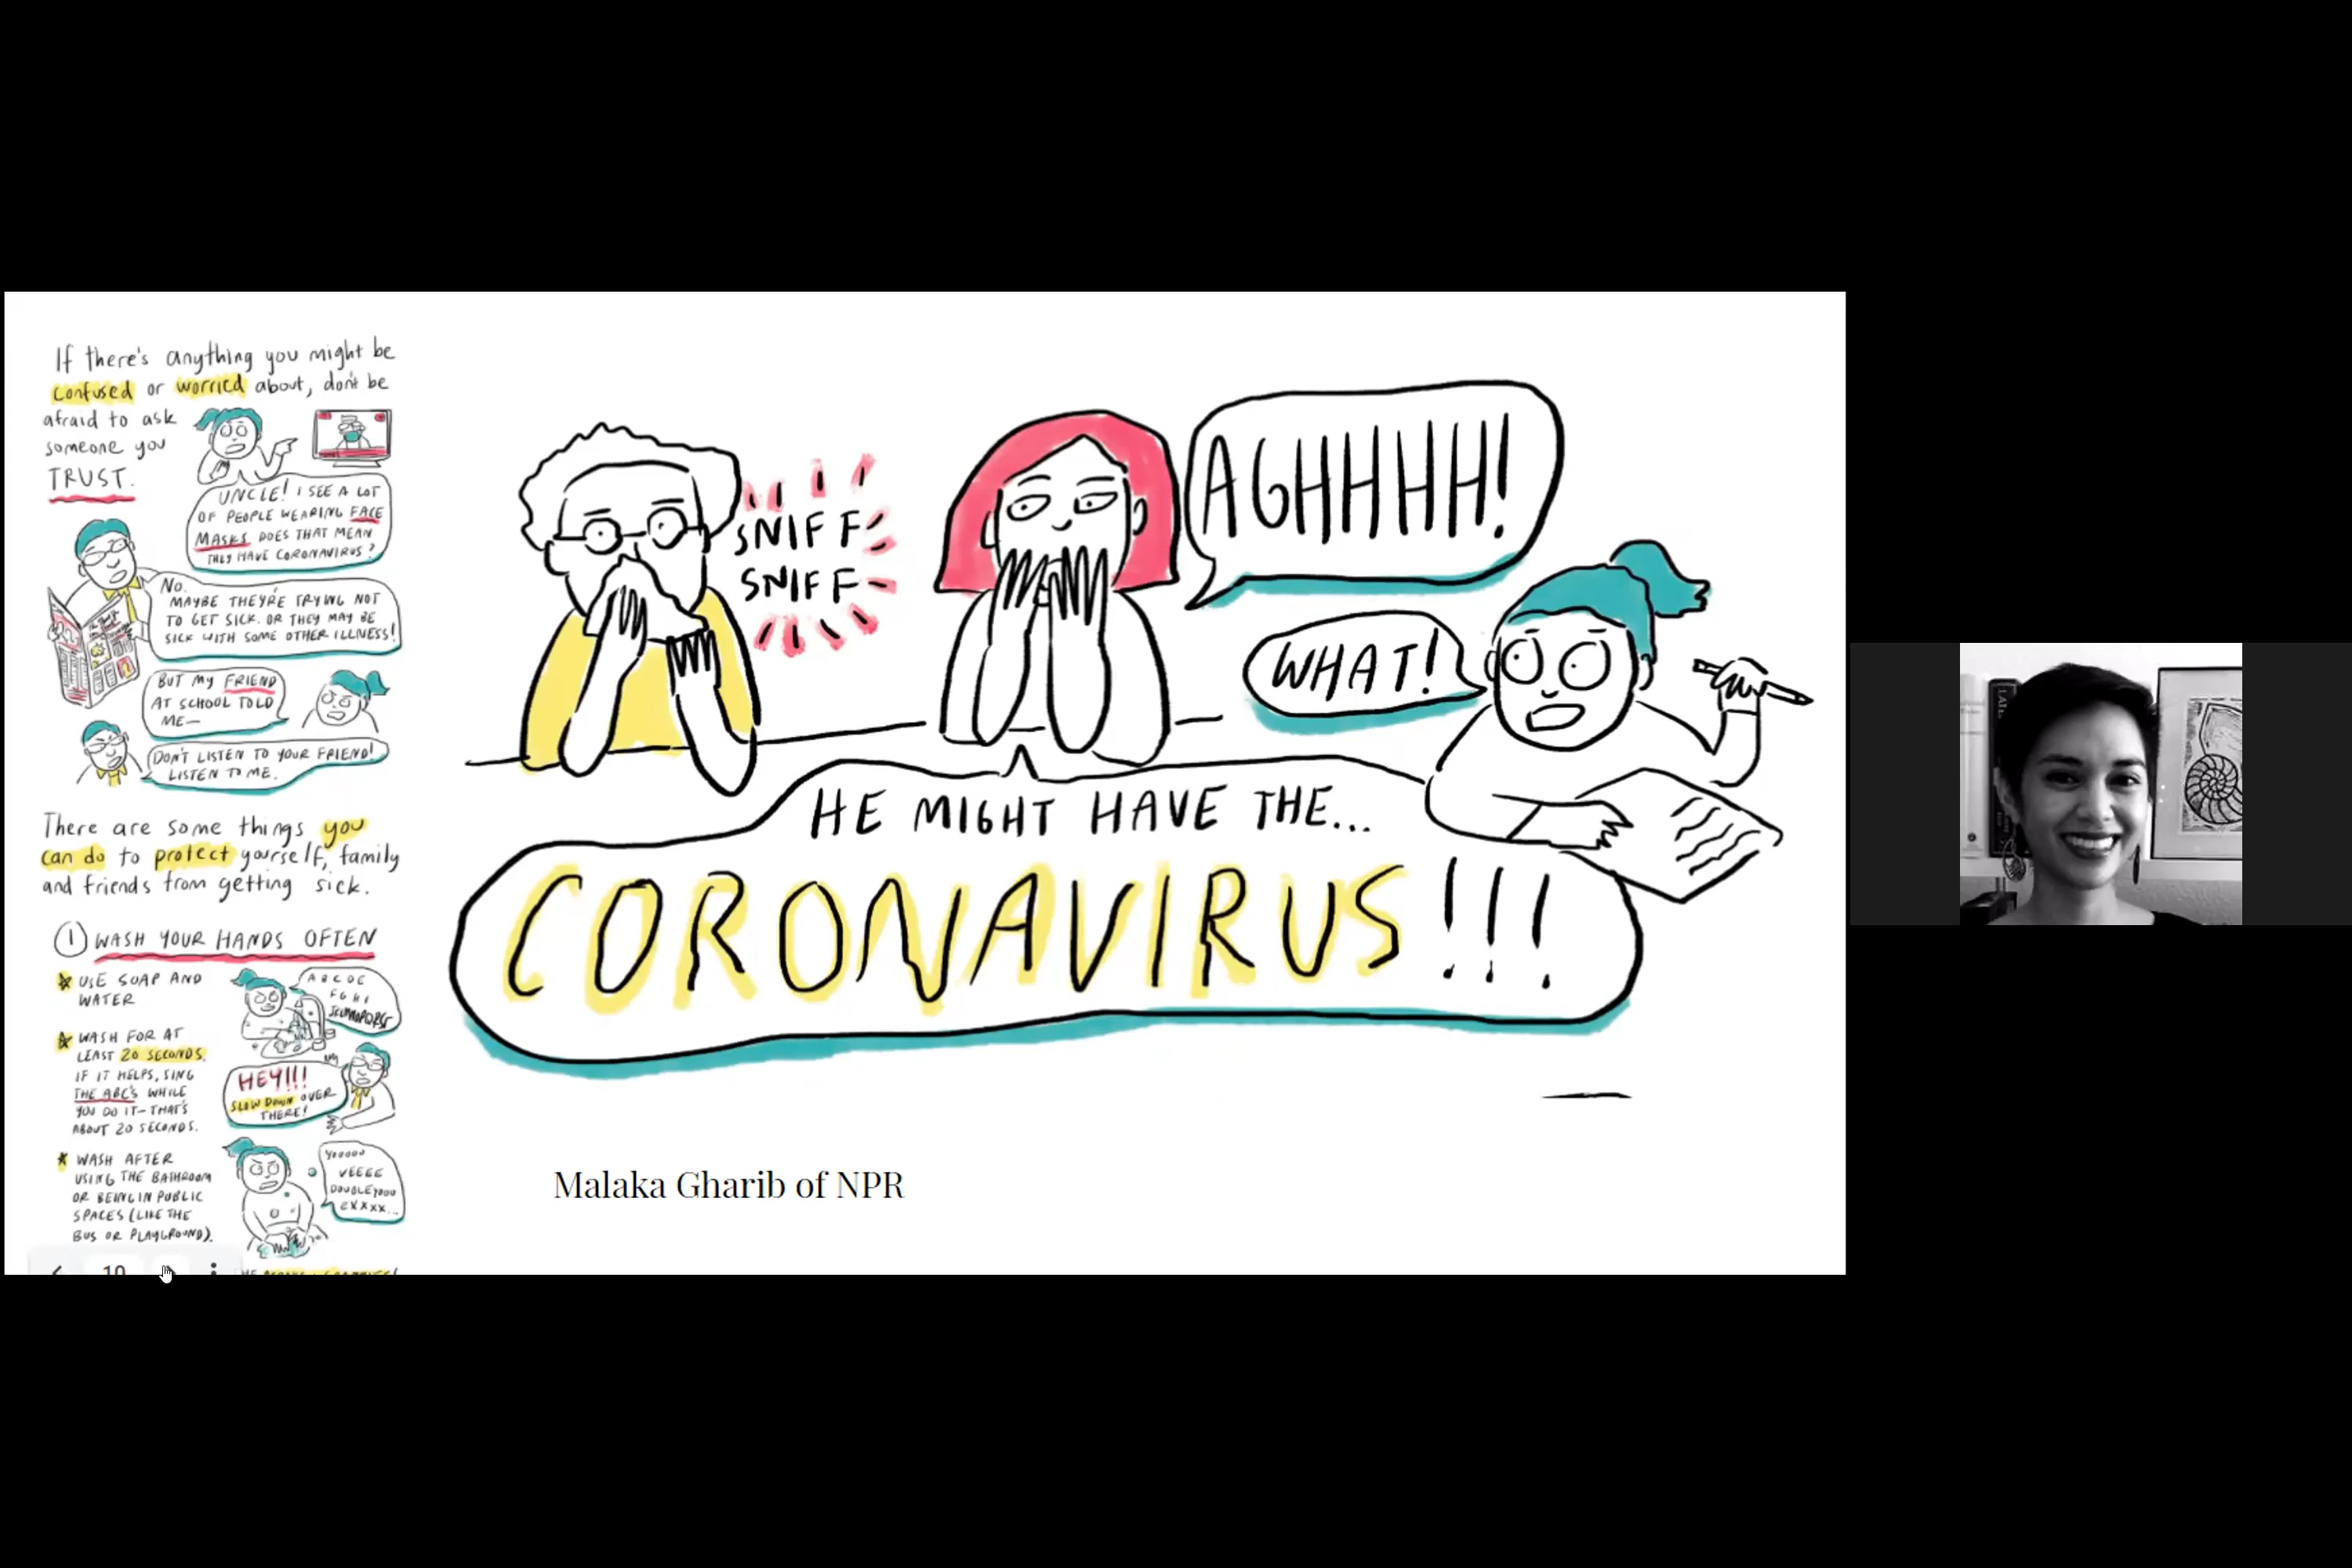 If there's anything you might be
confused or worried about, don't be
afraid to ask
someone you
TRUST.
UNCLE! I SEE A LOT
OF PEOPLE WEARING FACE
MASKS. DOES THAT MEAN
THEY HAVE CORONAVIRUS?
NO.
MAYBE THEY'RE TRYING NOT
TO GET SICK. OR THEY MAY BE
SICK WITH SOME OTHER ILLNESS!
BUT MY FRIEND
AT SCHOOL TOLD
ME—
DON'T LISTEN TO YOUR FRIEND!
LISTEN TO ME.
There are some things you
can do to protect yourself, family
and friends from getting sick.
1 WASH YOUR HANDS OFTEN
USE SOAP AND
WATER
A B C D E
F G H I
WASH FOR AT
LEAST 20 SECONDS.
IF IT HELPS, SING
THE ABC'S WHILE
YOU DO IT—THAT'S
ABOUT 20 SECONDS.
HEY!!!
SLOW DOWN OVER
THERE!
WASH AFTER
USING THE BATHROOM
OR BEING IN PUBLIC
SPACES (LIKE THE
BUS OR PLAYGROUND).
YOOOOO
VEEEE
DOUBLEYOOO
EXXXX...
10
SNIFF
SNIFF
AGHHHH!
WHAT!
HE MIGHT HAVE THE...
CORONAVIRUS!!!
Malaka Gharib of NPR